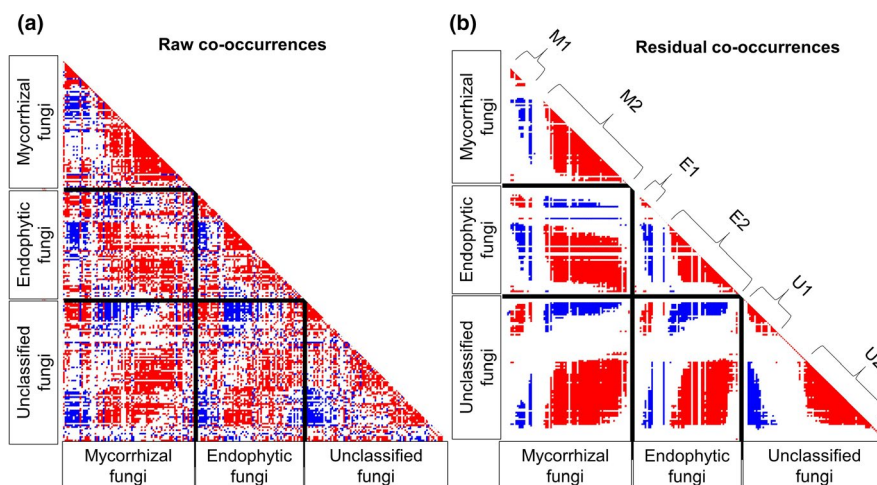 (a)
Raw co-occurrences
Mycorrhizal
fungi
Endophytic
fungi
Unclassified
fungi
Mycorrhizal
fungi
Endophytic
fungi
Unclassified
fungi
(b)
Residual co-occurrences
M1
M2
E1
E2
U1
U2
Mycorrhizal
fungi
Endophytic
fungi
Unclassified
fungi
Mycorrhizal
fungi
Endophytic
fungi
Unclassified
fungi